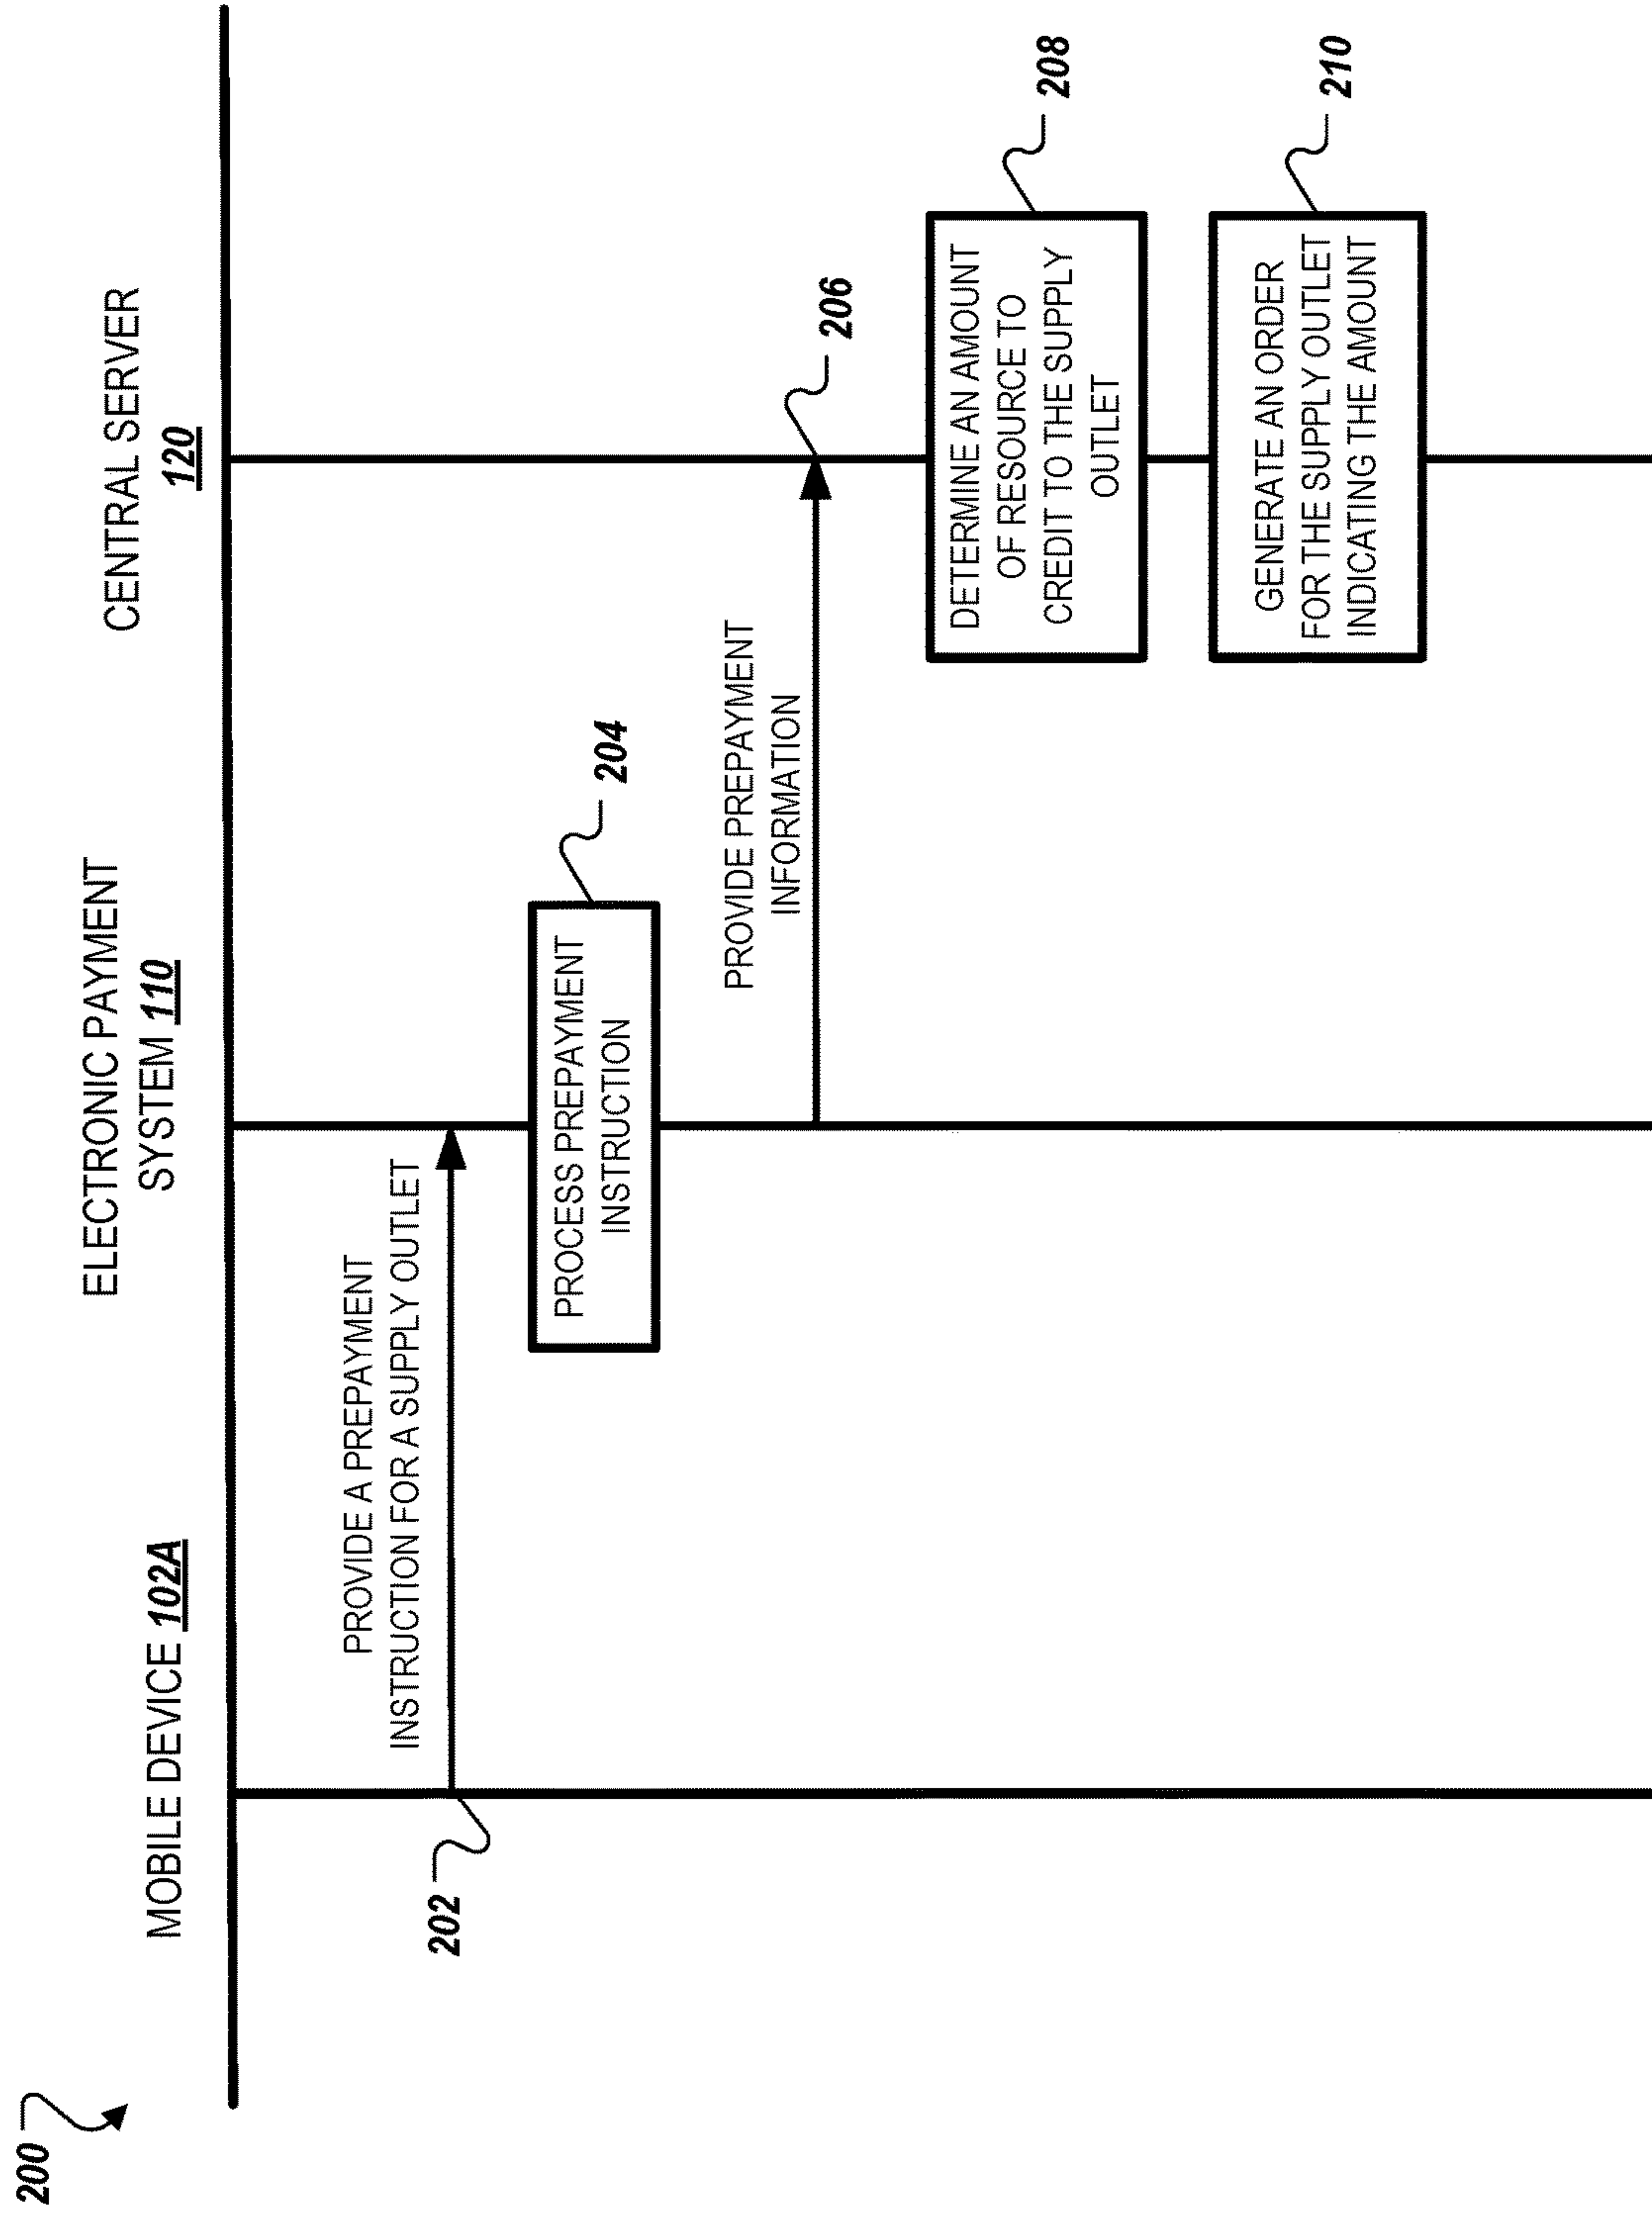 200
MOBILE DEVICE 102A
ELECTRONIC PAYMENT
SYSTEM 110
CENTRAL SERVER
120
PROVIDE A PREPAYMENT
INSTRUCTION FOR A SUPPLY OUTLET
202
PROCESS PREPAYMENT
INSTRUCTION
204
PROVIDE PREPAYMENT
INFORMATION
206
DETERMINE AN AMOUNT
OF RESOURCE TO
CREDIT TO THE SUPPLY
OUTLET
208
GENERATE AN ORDER
FOR THE SUPPLY OUTLET
INDICATING THE AMOUNT
210